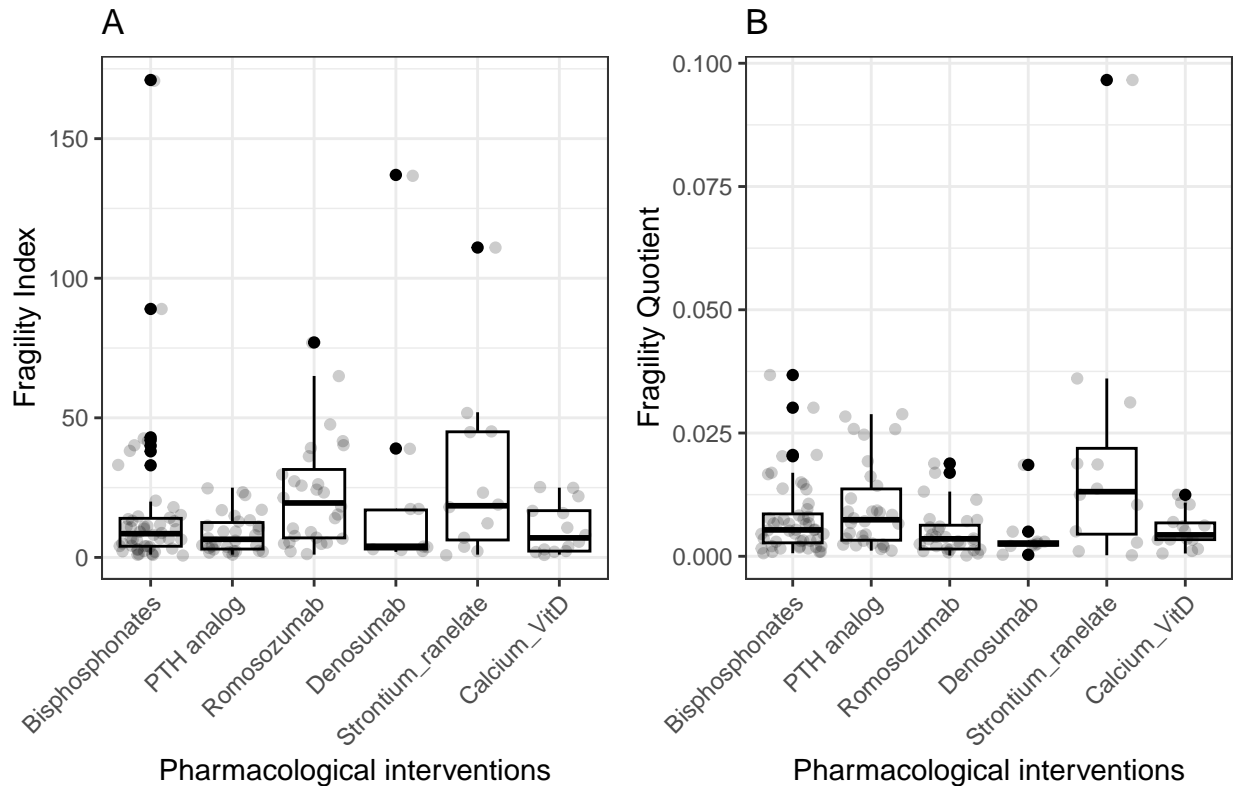 A
Fragility Index
150
100
50
0
Bisphosphonates
PTH analog
Romosozumab
Denosumab
Strontium_ranelate
Calcium_VitD
Pharmacological interventions
B
Fragility Quotient
0.100
0.075
0.050
0.025
0.000
Bisphosphonates
PTH analog
Romosozumab
Denosumab
Strontium_ranelate
Calcium_VitD
Pharmacological interventions